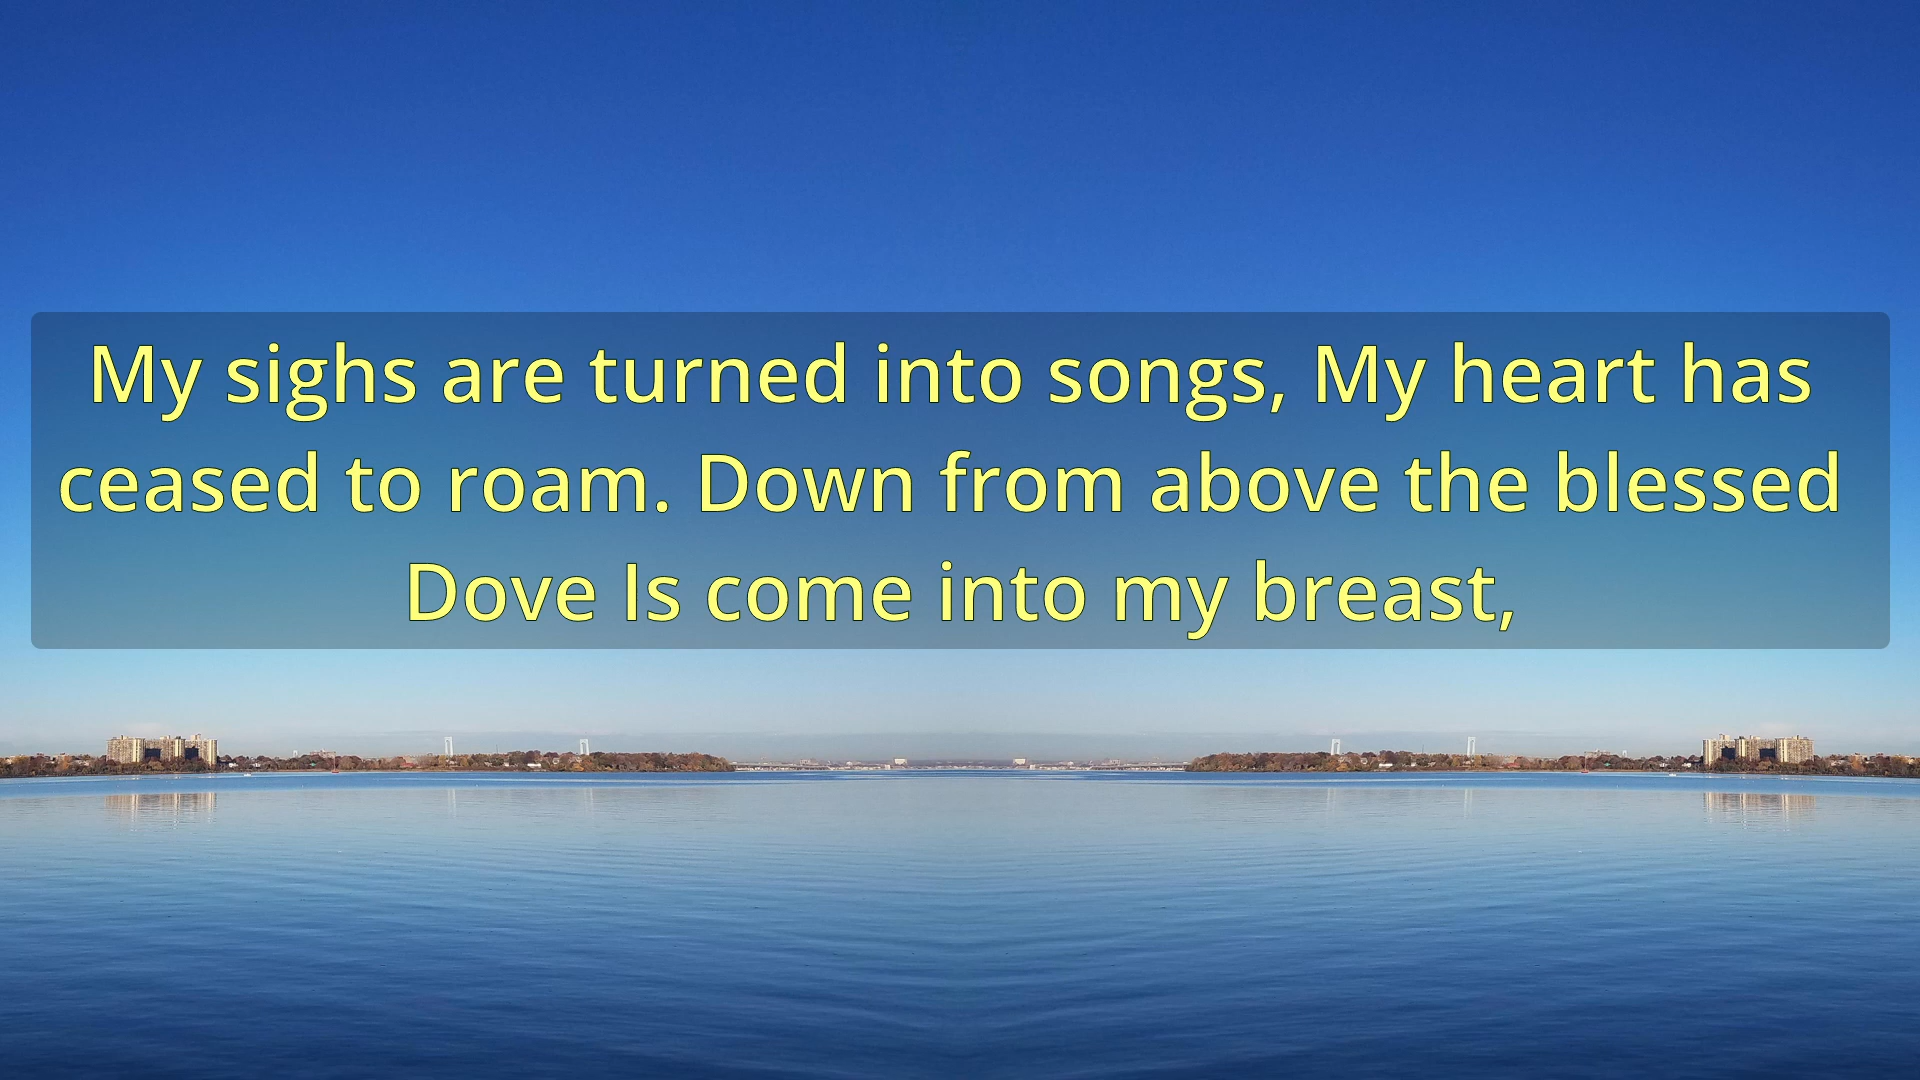 My sighs are turned into songs, My heart has
ceased to roam. Down from above the blessed
Dove Is come into my breast,